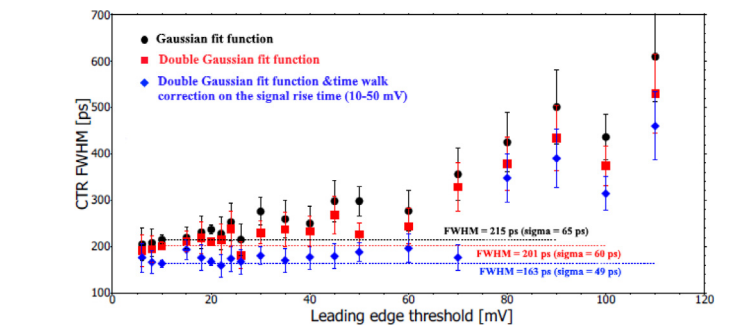 700
600
500
400
300
200
100
CTR FWHM [ps]
Gaussian fit function
Double Gaussian fit function
Double Gaussian fit function &time walk
correction on the signal rise time (10-50 mV)
FWHM = 215 ps (sigma = 65 ps)
FWHM = 201 ps (sigma = 60 ps)
FWHM =163 ps (sigma = 49 ps)
0 20 40 60 80 100 120
Leading edge threshold [mV]